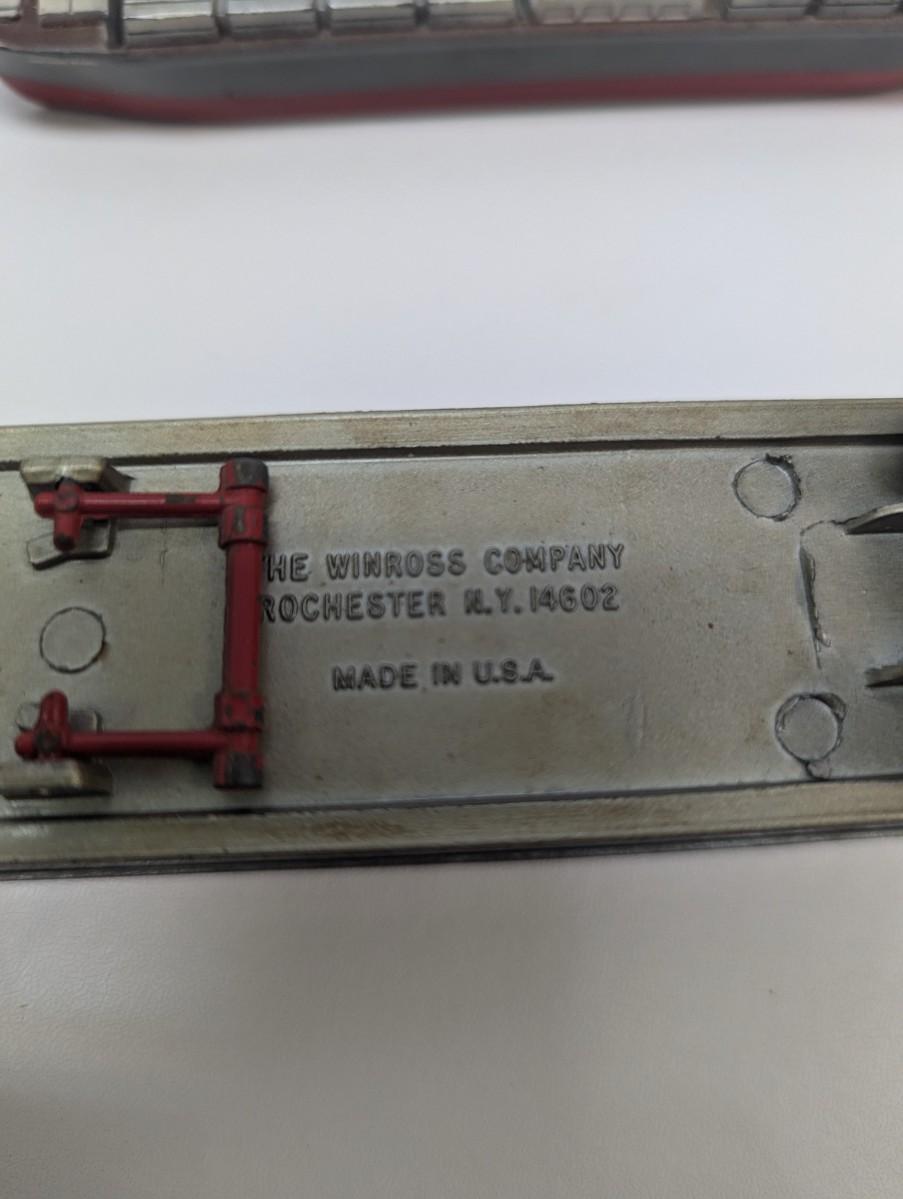 THE WINROSS COMPANY
ROCHESTER N.Y. 14602
MADE IN U.S.A.